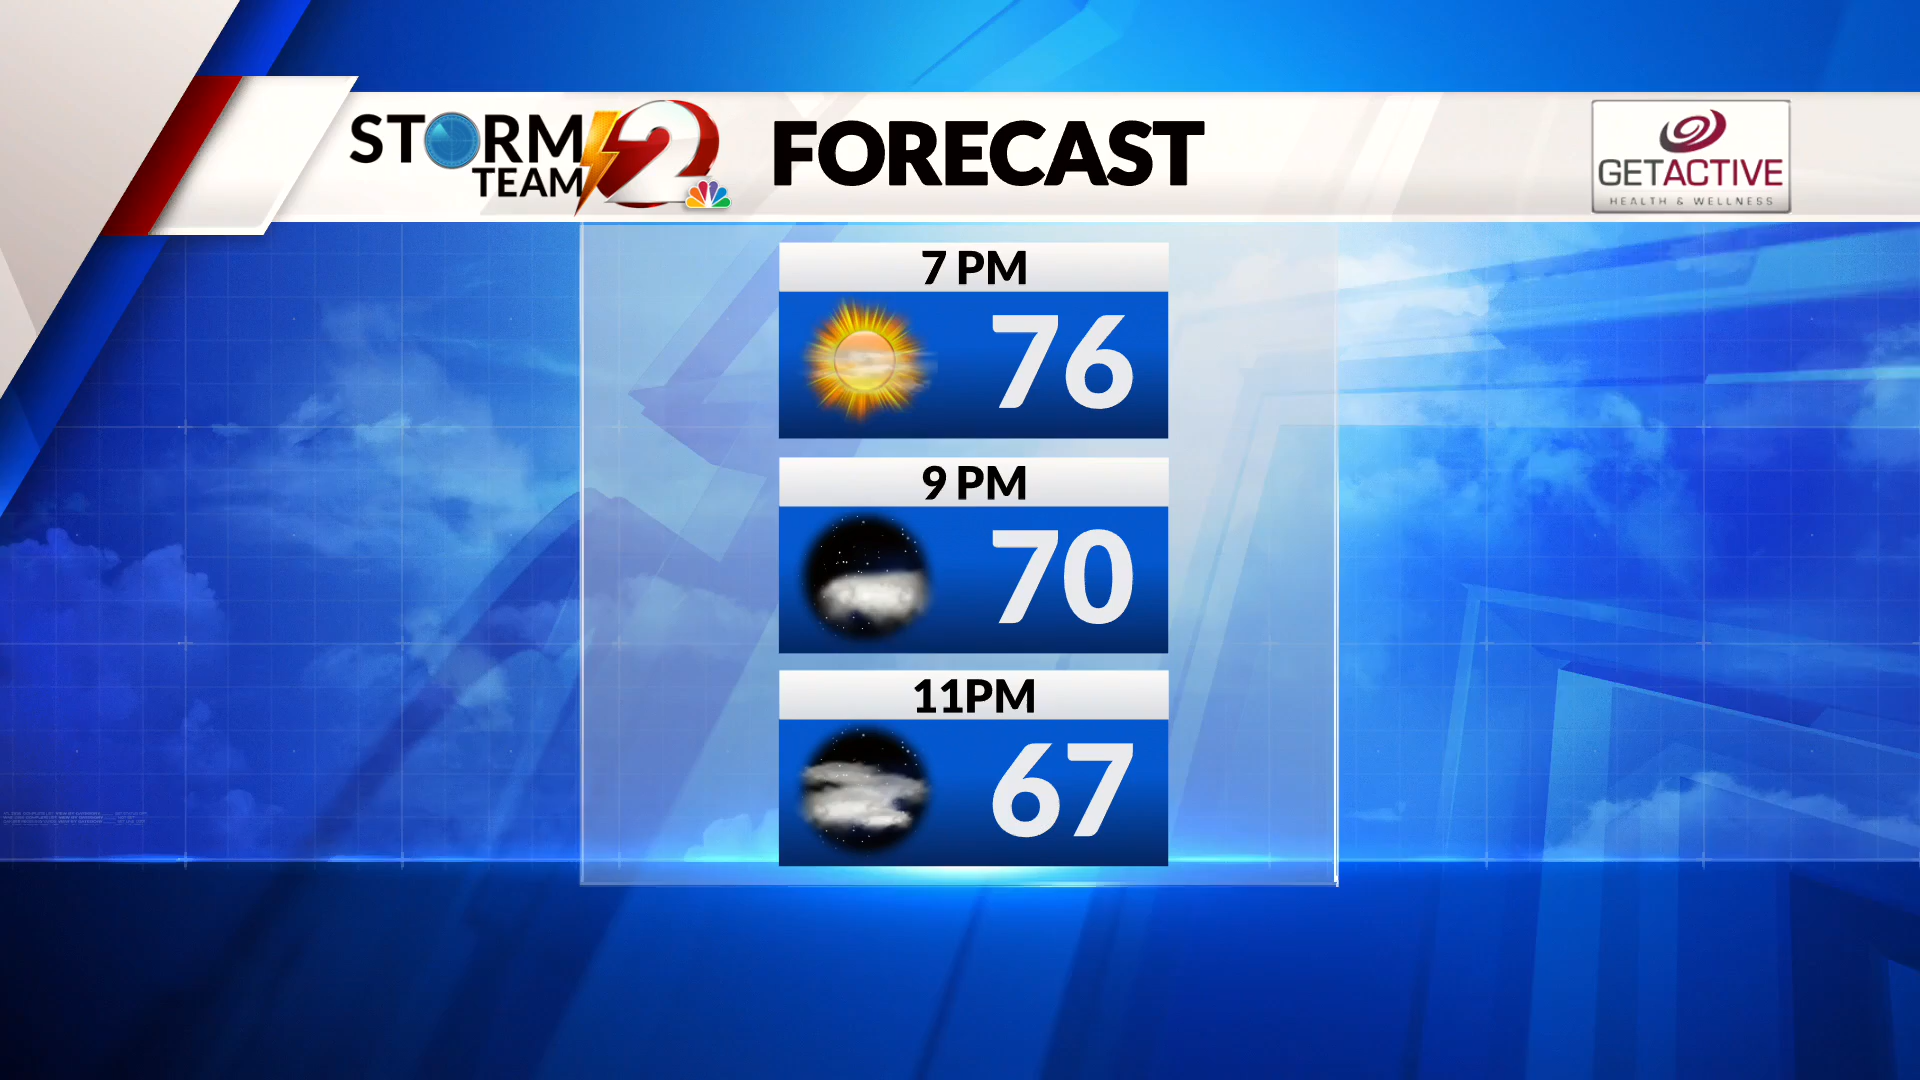 STORM
TEAM
2
FORECAST
GETACTIVE
HEALTH & WELLNESS
7 PM
76
9 PM
70
11PM
67